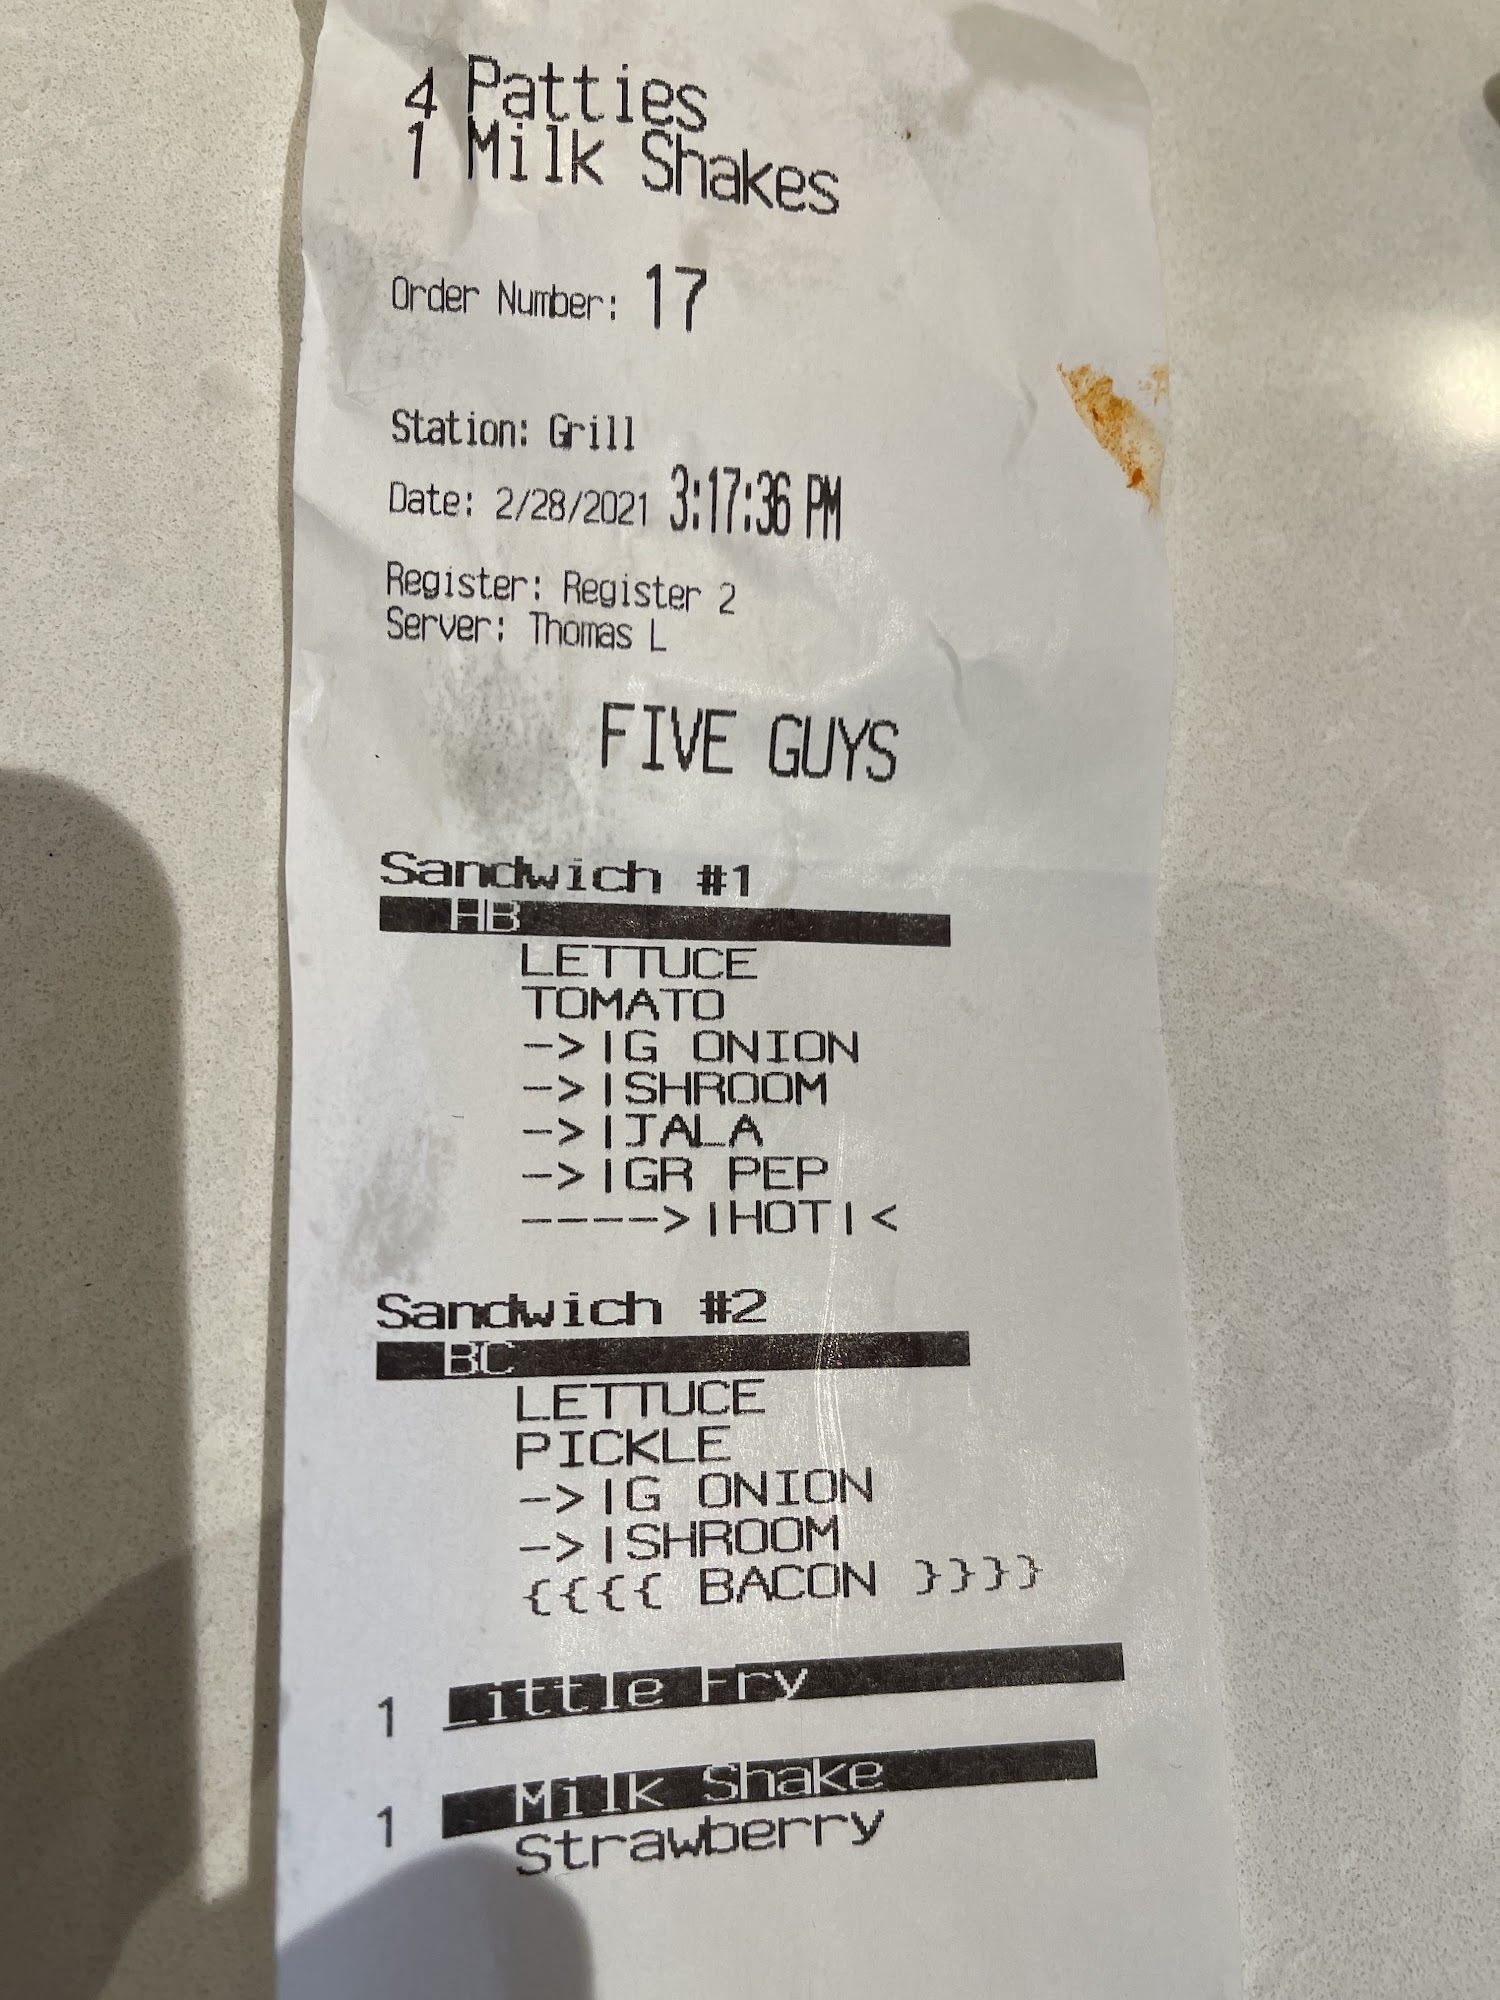 4 Patties
1 Milk Shakes
Order Number: 17
Station: Grill
Date: 2/28/2021 3:17:36 PM
Register: Register 2
Server: Thomas L
FIVE GUYS
Sandwich #1
HB
LETTUCE
TOMATO
->|G ONION
->|SHROOM
->|JALA
->|GR PEP
---->|HOT|<
Sandwich #2
BC
LETTUCE
PICKLE
->|G ONION
->|SHROOM
{{{{ BACON }}}}
1 Little Fry
1 Milk Shake
Strawberry